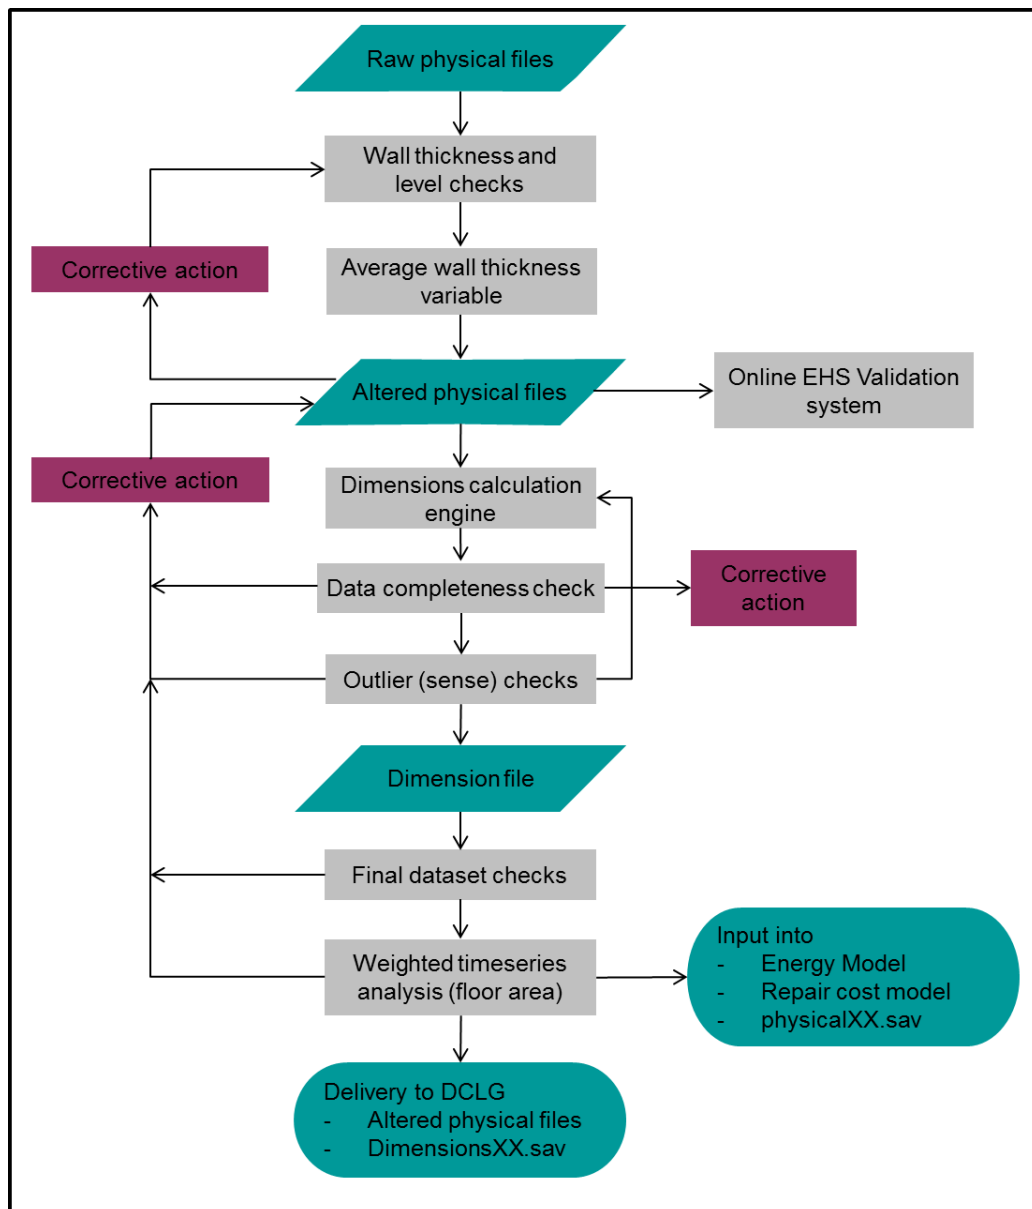 Raw physical files
Wall thickness and
level checks
Corrective action
Average wall thickness
variable
Altered physical files
Online EHS Validation
system
Corrective action
Dimensions calculation
engine
Data completeness check
Corrective
action
Outlier (sense) checks
Dimension file
Final dataset checks
Weighted timeseries
analysis (floor area)
Input into
- Energy Model
- Repair cost model
- physicalXX.sav
Delivery to DCLG
- Altered physical files
- DimensionsXX.sav